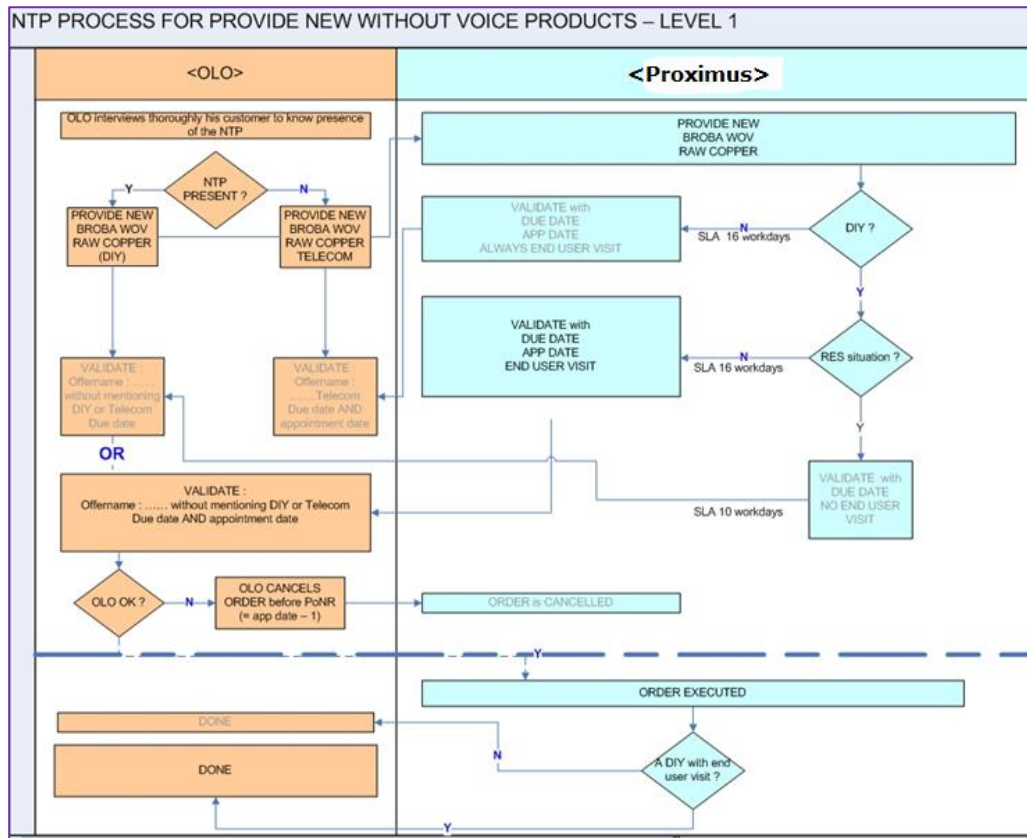 NTP PROCESS FOR PROVIDE NEW WITHOUT VOICE PRODUCTS – LEVEL 1
<OLO>
<Proximus>
OLO interviews thoroughly his customer to know presence
of the NTP
PROVIDE NEW
BROBA WOV
RAW COPPER
NTP
PRESENT ?
Y
N
PROVIDE NEW
BROBA WOV
RAW COPPER
(DIY)
PROVIDE NEW
BROBA WOV
RAW COPPER
TELECOM
VALIDATE with
DUE DATE
APP DATE
ALWAYS END USER VISIT
N
SLA 16 workdays
DIY ?
Y
VALIDATE with
DUE DATE
APP DATE
END USER VISIT
N
SLA 16 workdays
RES situation ?
Y
VALIDATE :
Offername : .....
without mentioning
DIY or Telecom
Due date
VALIDATE :
Offername :
......Telecom
Due date AND
appointment date
OR
VALIDATE :
Offername : ...... without mentioning DIY or Telecom
Due date AND appointment date
SLA 10 workdays
VALIDATE with
DUE DATE
NO END USER
VISIT
OLO OK ?
N
OLO CANCELS
ORDER before PoNR
(= app date – 1)
ORDER is CANCELLED
Y
ORDER EXECUTED
DONE
N
A DIY with end
user visit ?
DONE
Y